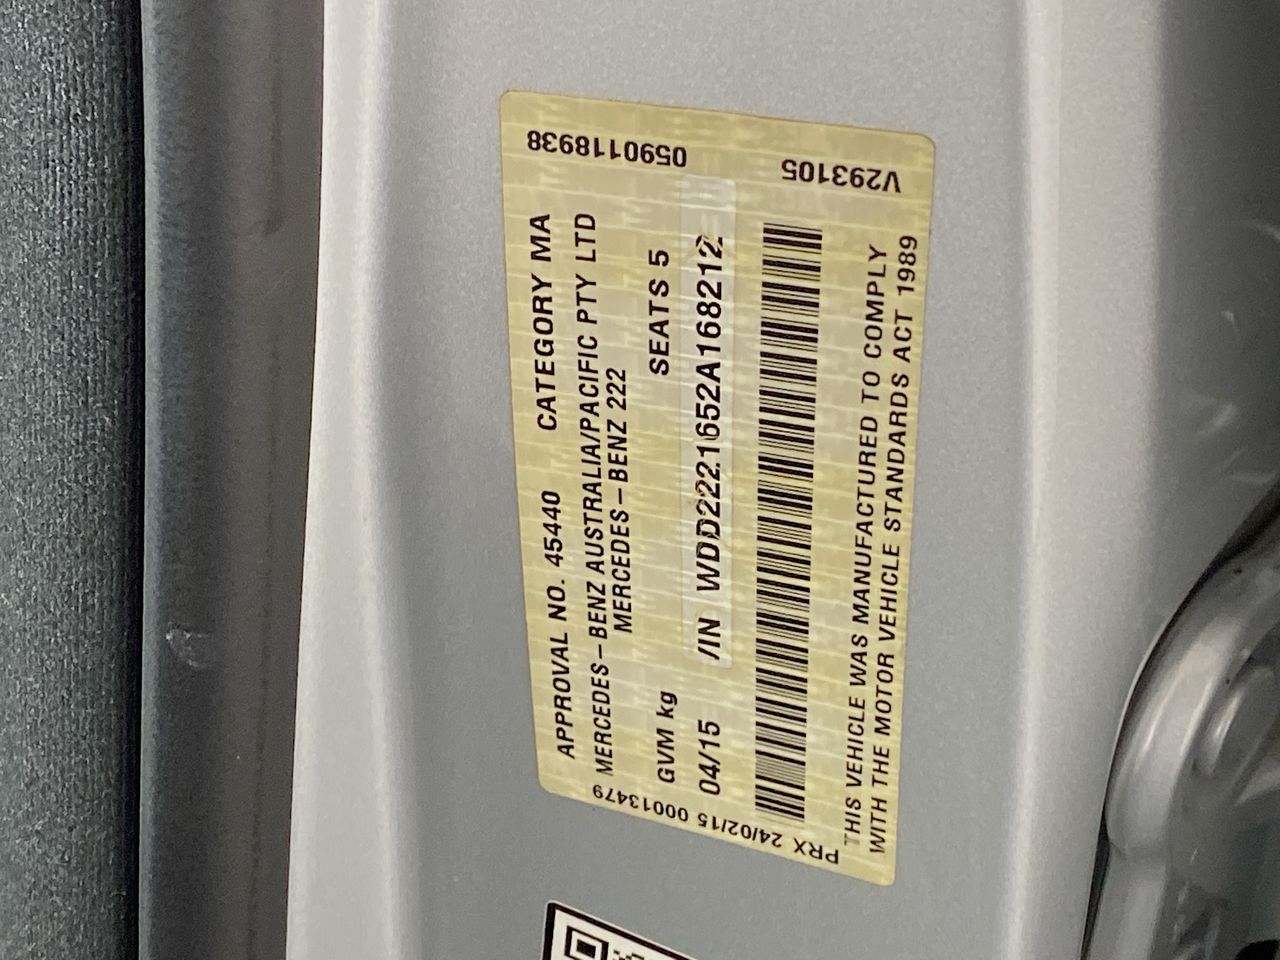 0590118938
V293105
APPROVAL NO. 45440 CATEGORY MA
MERCEDES-BENZ AUSTRALIA/PACIFIC PTY LTD
MERCEDES-BENZ 222
GVM kg SEATS 5
04/15 VIN WDD2221652A168212
THIS VEHICLE WAS MANUFACTURED TO COMPLY
WITH THE MOTOR VEHICLE STANDARDS ACT 1989
PRX 24/02/15 00013479